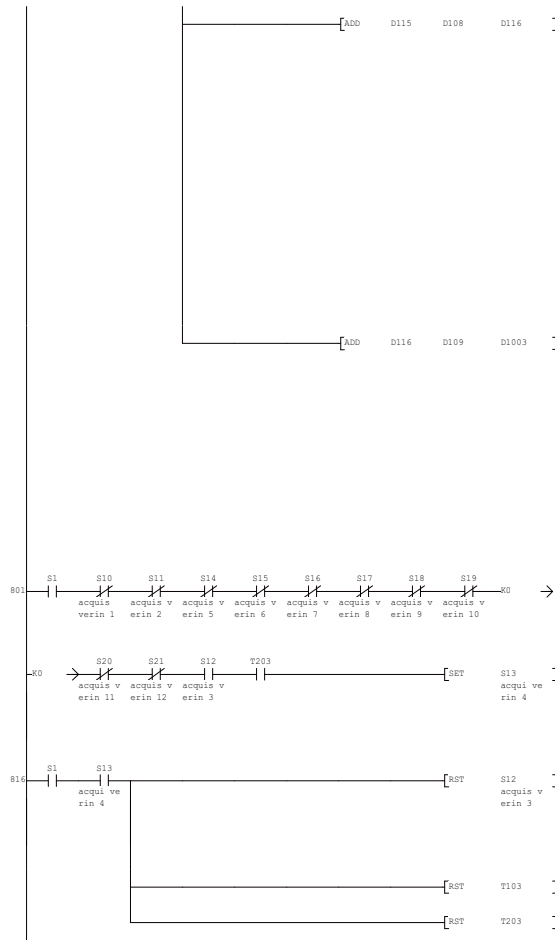 ADD D115 D108 D116
ADD D116 D109 D1003
S1 S10 S11 S14 S15 S16 S17 S18 S19
801 K0
acquis acquis v acquis v acquis v acquis v acquis v acquis v acquis v
verin 1 erin 2 erin 5 erin 6 erin 7 erin 8 erin 9 erin 10
S20 S21 S12 T203
K0 SET S13
acquis v acquis v acquis v acqui ve
erin 11 erin 12 erin 3 rin 4
S1 S13
816 RST S12
acqui ve acquis v
rin 4 erin 3
RST T103
RST T203